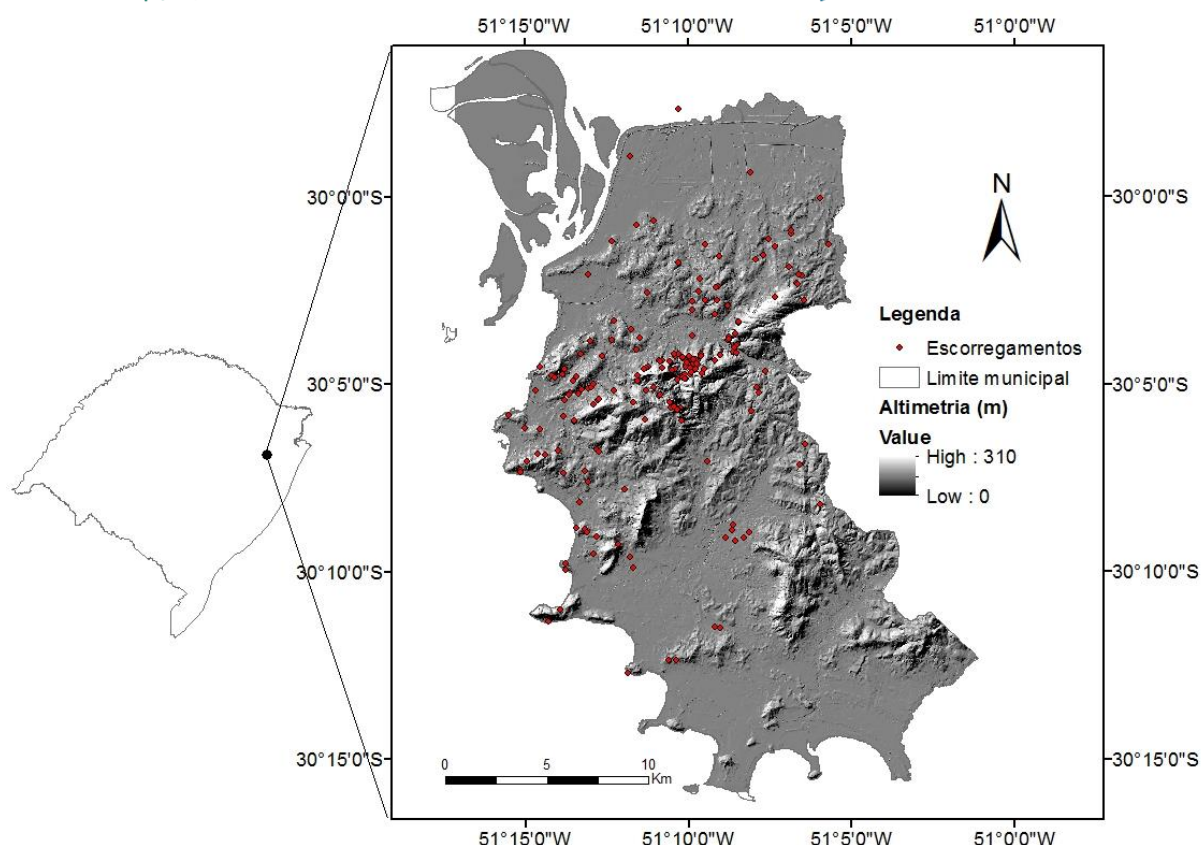 51°15'0"W 51°10'0"W 51°5'0"W 51°0'0"W
N
30°0'0"S 30°0'0"S
Legenda
Escorregamentos
Limite municipal
30°5'0"S 30°5'0"S
Altimetria (m)
Value
High : 310
Low : 0
30°10'0"S 30°10'0"S
30°15'0"S 30°15'0"S
0 5 10
Km
51°15'0"W 51°10'0"W 51°5'0"W 51°0'0"W